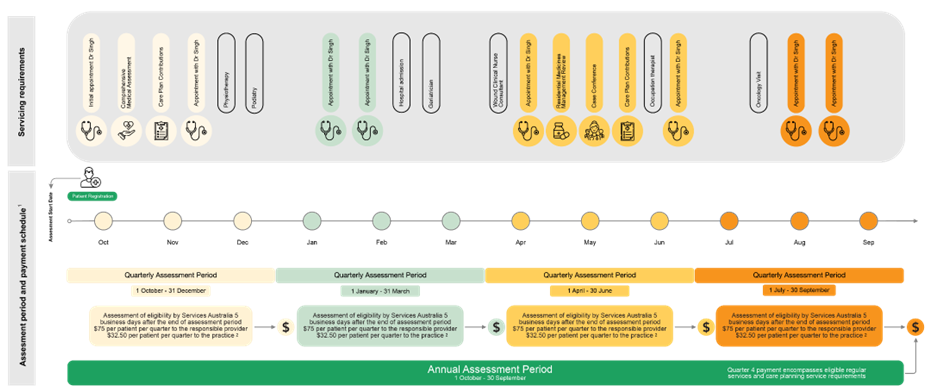 Servicing requirements
Initial appointment Dr Singh
Comprehensive
Medical Assessment
Care Plan Contributions
Appointment with Dr Singh
Physiotherapy
Podiatry
Appointment with Dr Singh
Appointment with Dr Singh
Hospital admission
Geriatrician
Wound Clinical Nurse
Consultant
Appointment with Dr Singh
Residential Medicines
Management Review
Case Conference
Care Plan Contributions
Occupation therapist
Appointment with Dr Singh
Oncology Visit
Appointment with Dr Singh
Appointment with Dr Singh
Assessment period and payment schedule 1
Assessment Start Date
Patient Registration
Oct
Nov
Dec
Jan
Feb
Mar
Apr
May
Jun
Jul
Aug
Sep
Quarterly Assessment Period
1 October - 31 December
Assessment of eligibility by Services Australia 5
business days after the end of assessment period
$75 per patient per quarter to the responsible provider
$32.50 per patient per quarter to the practice 2
$
Quarterly Assessment Period
1 January - 31 March
Assessment of eligibility by Services Australia 5
business days after the end of assessment period
$75 per patient per quarter to the responsible provider
$32.50 per patient per quarter to the practice 2
$
Quarterly Assessment Period
1 April - 30 June
Assessment of eligibility by Services Australia 5
business days after the end of assessment period
$75 per patient per quarter to the responsible provider
$32.50 per patient per quarter to the practice 2
$
Quarterly Assessment Period
1 July - 30 September
Assessment of eligibility by Services Australia 5
business days after the end of assessment period
$75 per patient per quarter to the responsible provider
$32.50 per patient per quarter to the practice 2
$
Annual Assessment Period
1 October - 30 September
Quarter 4 payment encompasses eligible regular
services and care planning service requirements